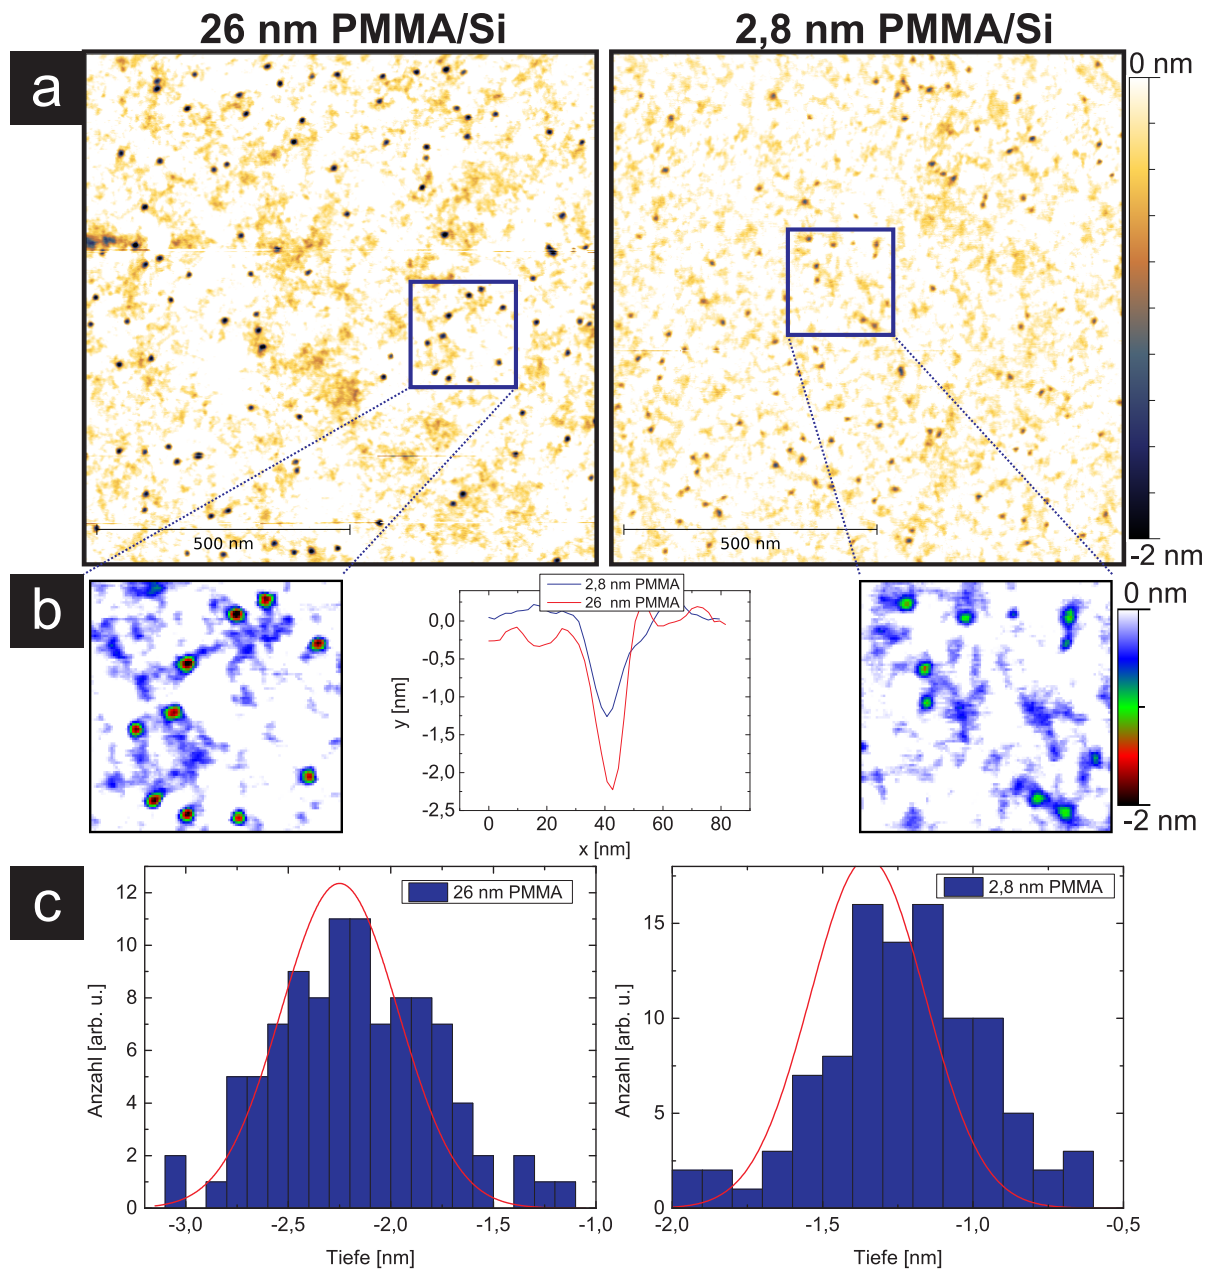 26 nm PMMA/Si
2,8 nm PMMA/Si
a
0 nm
-2 nm
500 nm
500 nm
b
2,8 nm PMMA
26 nm PMMA
0,0
-0,5
-1,0
-1,5
-2,0
-2,5
y [nm]
0 20 40 60 80
x [nm]
0 nm
-2 nm
c
26 nm PMMA
12
10
8
6
4
2
0
Anzahl [arb. u.]
-3,0 -2,5 -2,0 -1,5 -1,0
Tiefe [nm]
2,8 nm PMMA
15
10
5
0
Anzahl [arb. u.]
-2,0 -1,5 -1,0 -0,5
Tiefe [nm]